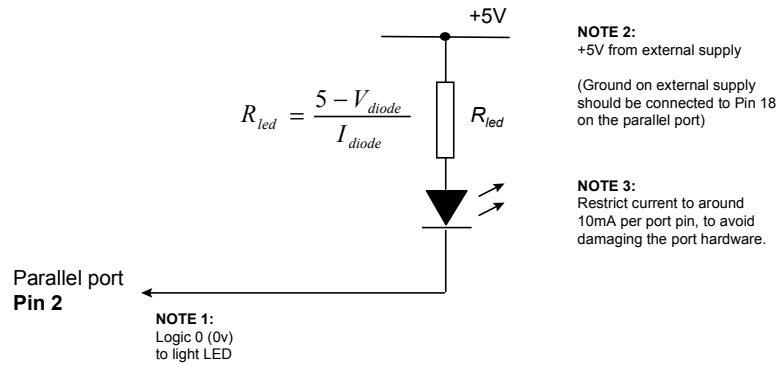 +5V
NOTE 2:
+5V from external supply
(Ground on external supply
should be connected to Pin 18
on the parallel port)
R_led = (5 − V_diode) / I_diode
R_led
NOTE 3:
Restrict current to around
10mA per port pin, to avoid
damaging the port hardware.
Parallel port
Pin 2
NOTE 1:
Logic 0 (0v)
to light LED